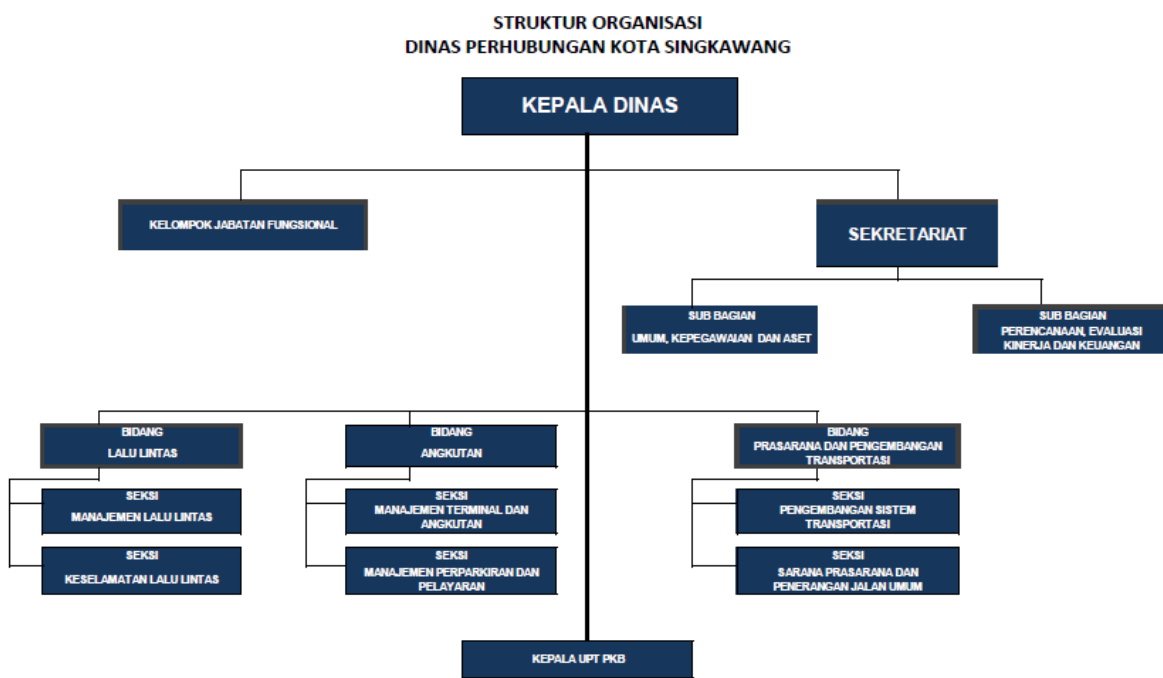 STRUKTUR ORGANISASI
DINAS PERHUBUNGAN KOTA SINGKAWANG
KEPALA DINAS
KELOMPOK JABATAN FUNGSIONAL
SEKRETARIAT
SUB BAGIAN
UMUM, KEPEGAWAIAN DAN ASET
SUB BAGIAN
PERENCANAAN, EVALUASI
KINERJA DAN KEUANGAN
BIDANG
LALU LINTAS
BIDANG
ANGKUTAN
BIDANG
PRASARANA DAN PENGEMBANGAN
TRANSPORTASI
SEKSI
MANAJEMEN LALU LINTAS
SEKSI
MANAJEMEN TERMINAL DAN
ANGKUTAN
SEKSI
PENGEMBANGAN SISTEM
TRANSPORTASI
SEKSI
KESELAMATAN LALU LINTAS
SEKSI
MANAJEMEN PERPARKIRAN DAN
PELAYARAN
SEKSI
SARANA PRASARANA DAN
PENERANGAN JALAN UMUM
KEPALA UPT PKB